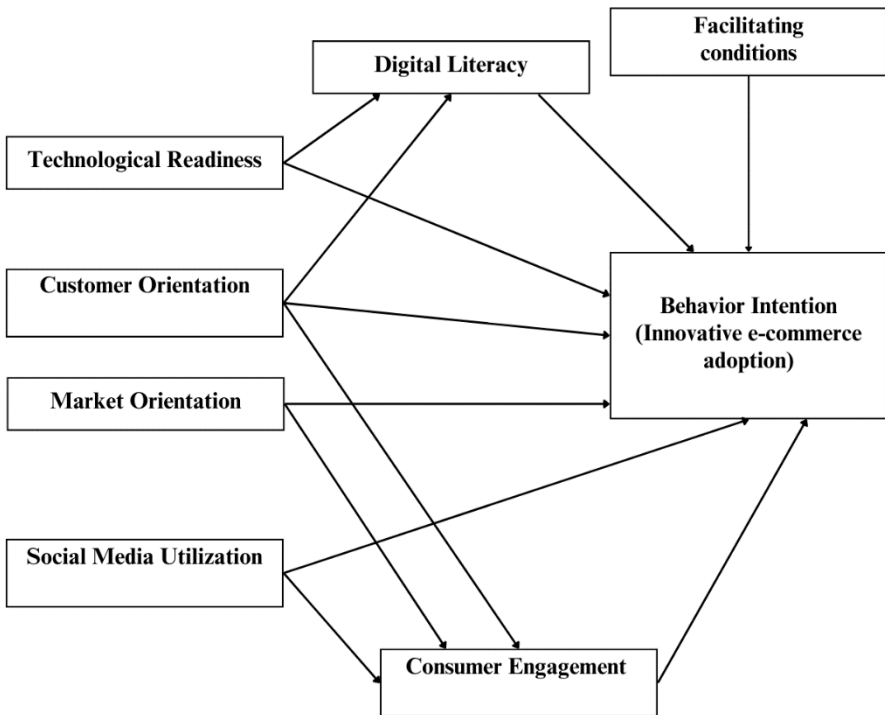 Facilitating
conditions
Digital Literacy
Technological Readiness
Customer Orientation
Behavior Intention
(Innovative e-commerce
adoption)
Market Orientation
Social Media Utilization
Consumer Engagement